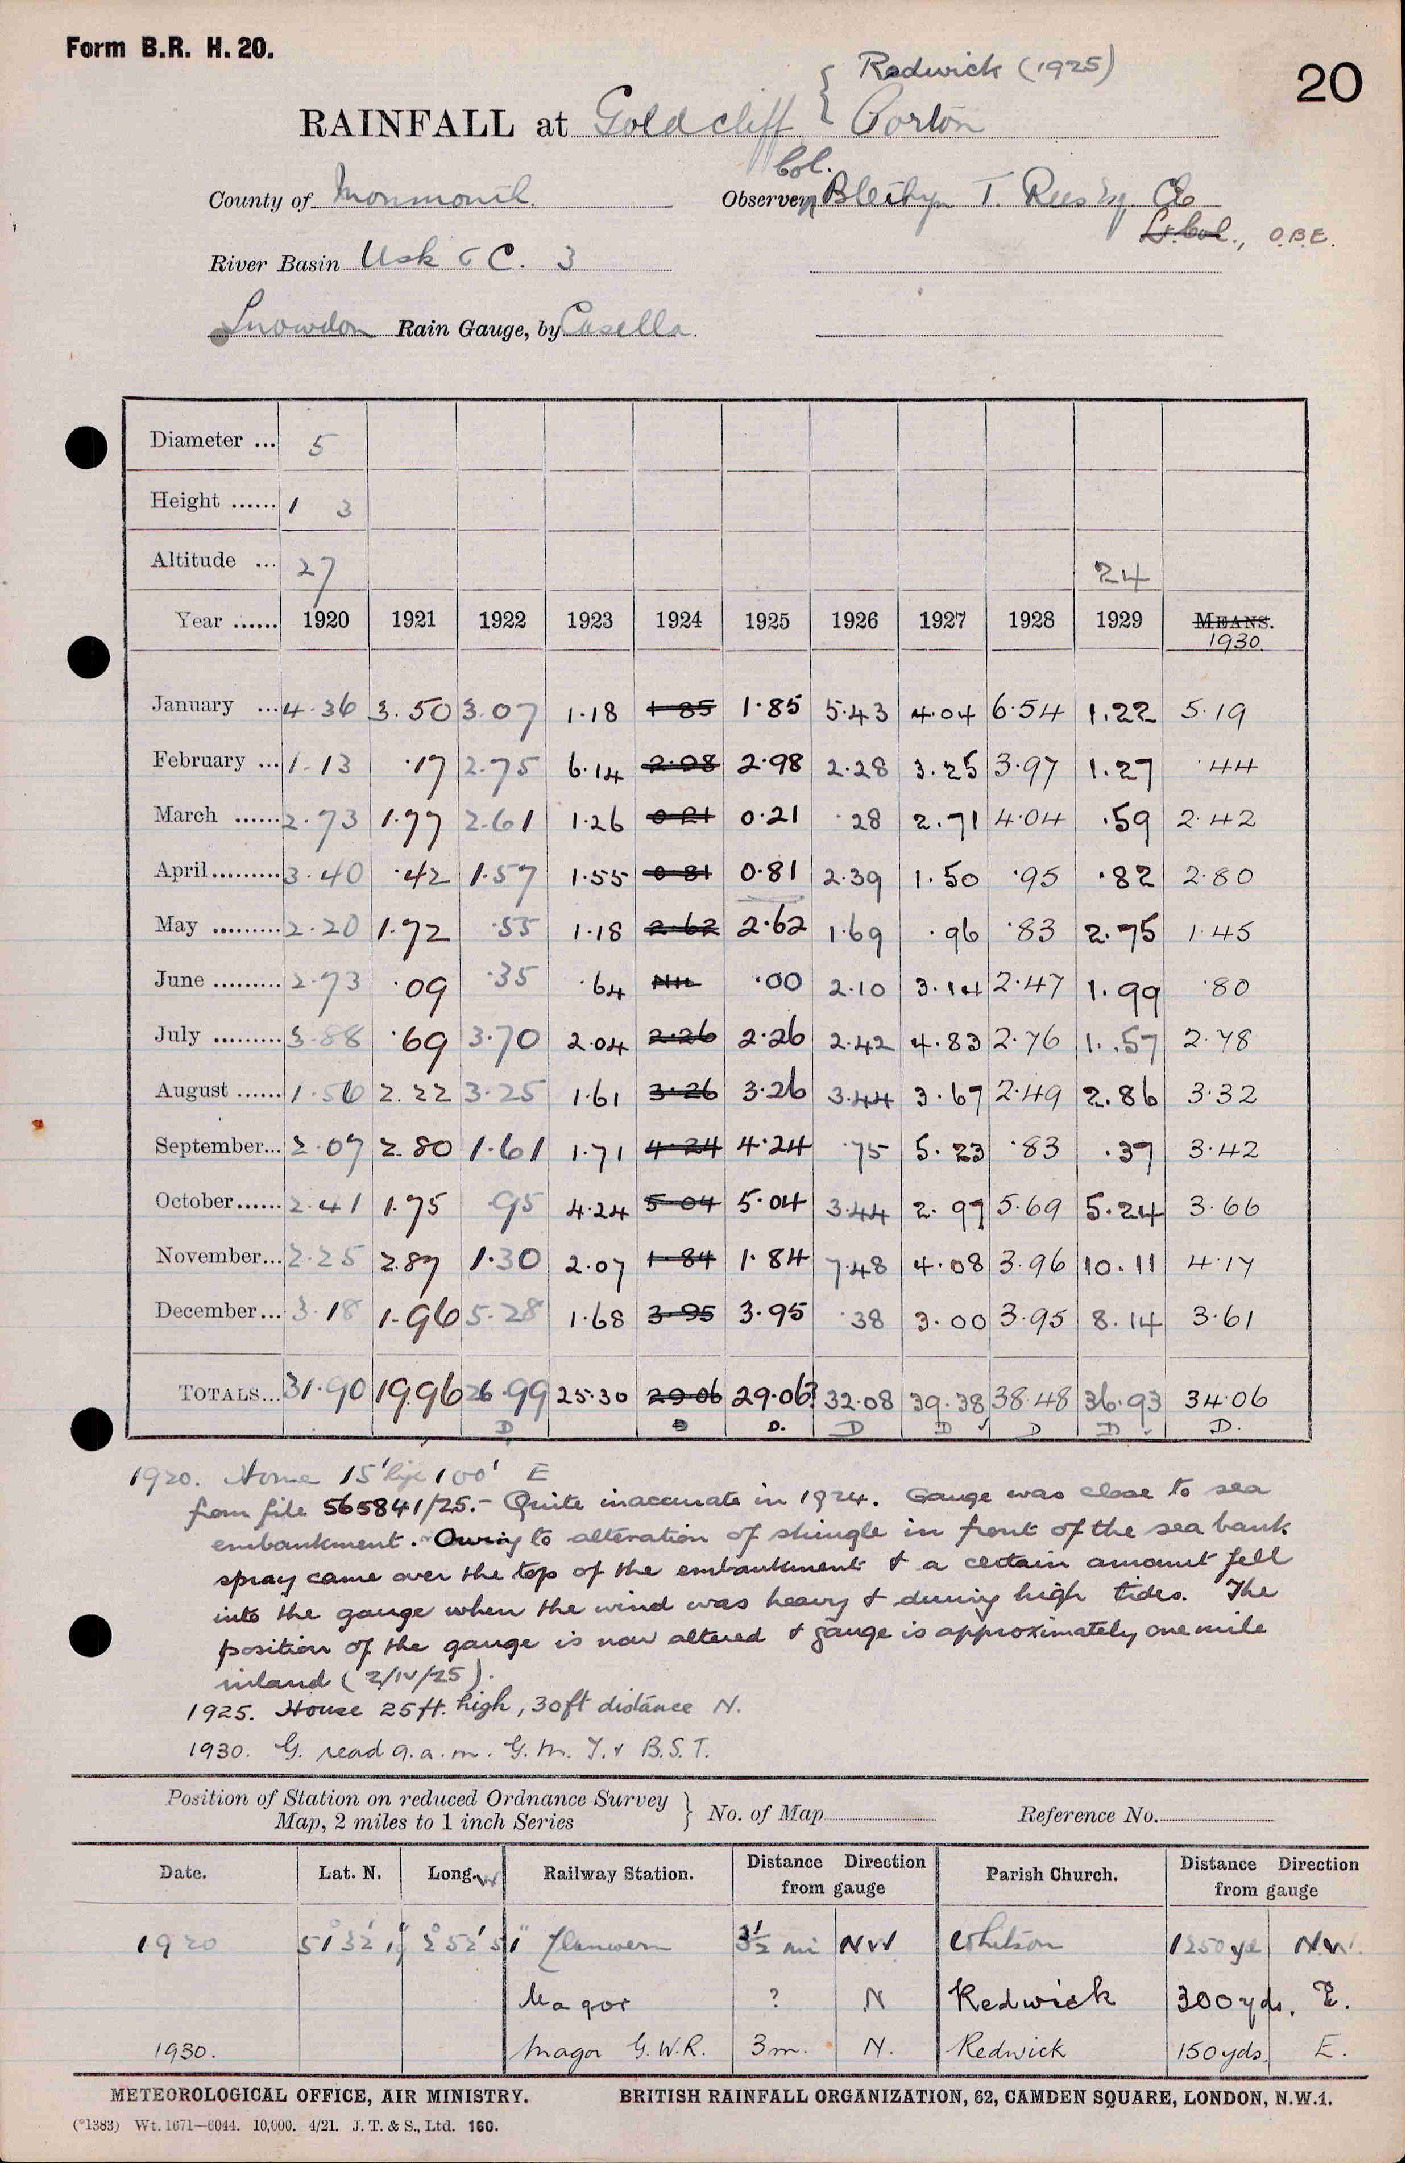 Form B.R. H. 20.
20
Redwick (1925)
RAINFALL at Goldcliff { Porton
Col.
County of Monmouth Observer, Blethyn T. Rees Esq
Lt. Col., O.B.E.
River Basin Usk & C. 3
Snowdon Rain Gauge, by Casella.
Diameter ... 5
Height ...... 1 3
Altitude ... 27 24
Year ...... 1920 1921 1922 1923 1924 1925 1926 1927 1928 1929 MEANS.
1930.
January ... 4.36 3.50 3.07 1.18 1.85 1.85 5.43 4.04 6.54 1.22 5.19
February ... 1.13 .17 2.75 6.14 2.98 2.98 2.28 3.25 3.97 1.27 .44
March ...... 2.73 1.77 2.61 1.26 0.21 0.21 .28 2.71 4.04 .59 2.42
April ......... 3.40 .42 1.57 1.55 0.81 0.81 2.39 1.50 .95 .82 2.80
May ......... 2.20 1.72 .55 1.18 2.62 2.62 1.69 .96 .83 2.75 1.45
June ......... 2.73 .09 .35 .64 NIL .00 2.10 3.14 2.47 1.99 .80
July ......... 3.88 .69 3.70 2.04 2.26 2.26 2.42 4.83 2.76 1.57 2.78
August ...... 1.56 2.22 3.25 1.61 3.26 3.26 3.44 3.67 2.49 2.86 3.32
September... 2.07 2.80 1.61 1.71 4.24 4.24 .75 5.23 .83 .37 3.42
October...... 2.41 1.75 .95 4.24 5.04 5.04 3.44 2.97 5.69 5.24 3.66
November... 2.25 2.87 1.30 2.07 1.84 1.84 7.48 4.08 3.96 10.11 4.17
December... 3.18 1.96 5.28 1.68 3.95 3.95 .38 3.00 3.95 8.14 3.61
TOTALS... 31.90 19.96 26.99 25.30 29.06 29.06? 32.08 39.38 38.48 36.93 34.06
D D D. D D ✓ D D ✓ D.
1920. House 15' high 100' E
from file 565841/25.- Quite inaccurate in 1924. Gauge was close to sea
embankment. Owing to alteration of shingle in front of the sea bank
spray came over the top of the embankment & a certain amount fell
into the gauge when the wind was heavy & during high tides. The
position of the gauge is now altered & gauge is approximately one mile
inland (2/IV/25).
1925. House 25ft. high, 30ft distance N.
1930. G. read 9.a.m. G.M.T. & B.S.T.
Position of Station on reduced Ordnance Survey
Map, 2 miles to 1 inch Series } No. of Map Reference No.
Date. Lat. N. Long. W Railway Station. Distance Direction from gauge Parish Church. Distance Direction from gauge
1920 51° 32' 19" 2° 52' 51" Llanwern 3½ mi NW Whitson 1250 yd N.W.
Magor ? N Redwick 300 yds. E.
1930. Magor G.W.R. 3m. N. Redwick 150 yds. E.
METEOROLOGICAL OFFICE, AIR MINISTRY. BRITISH RAINFALL ORGANIZATION, 62, CAMDEN SQUARE, LONDON, N.W.1.
(*1383) Wt. 1671—6044. 10,000. 4/21. J. T. & S., Ltd. 160.